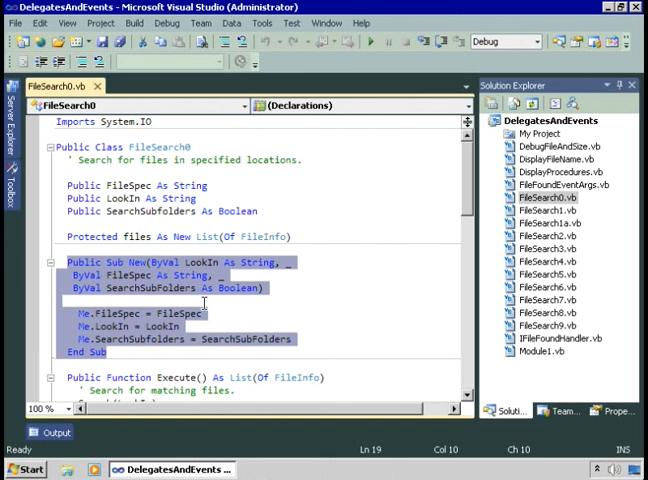 DelegatesAndEvents - Microsoft Visual Studio (Administrator)
File Edit View Project Build Debug Team Data Tools Test Window Help
Debug
FileSearch0.vb
FileSearch0
(Declarations)
Imports System.IO
Public Class FileSearch0
' Search for files in specified locations.
Public FileSpec As String
Public LookIn As String
Public SearchSubfolders As Boolean
Protected files As New List(Of FileInfo)
Public Sub New(ByVal LookIn As String, _
ByVal FileSpec As String, _
ByVal SearchSubFolders As Boolean)
Me.FileSpec = FileSpec
Me.LookIn = LookIn
Me.SearchSubfolders = SearchSubFolders
End Sub
Public Function Execute() As List(Of FileInfo)
' Search for matching files.
100 %
Server Explorer
Toolbox
Solution Explorer
DelegatesAndEvents
My Project
DebugFileAndSize.vb
DisplayFileName.vb
DisplayProcedures.vb
FileFoundEventArgs.vb
FileSearch0.vb
FileSearch1.vb
FileSearch1a.vb
FileSearch2.vb
FileSearch3.vb
FileSearch4.vb
FileSearch5.vb
FileSearch6.vb
FileSearch7.vb
FileSearch8.vb
FileSearch9.vb
IFileFoundHandler.vb
Module1.vb
Soluti...
Team...
Prope...
Output
Ready
Ln 19
Col 10
Ch 10
INS
Start
DelegatesAndEvents ...